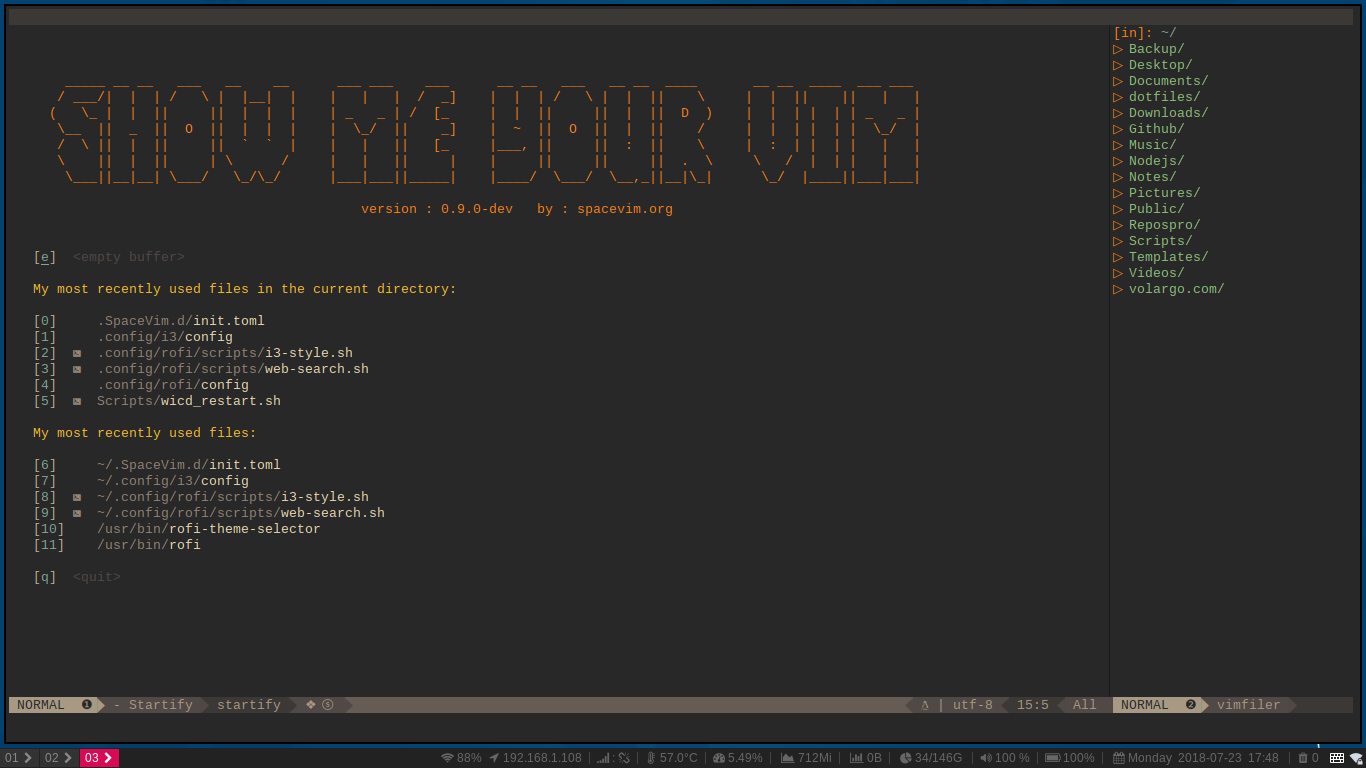 SHOW ME YOUR VIM
version : 0.9.0-dev   by : spacevim.org
[e]  <empty buffer>
My most recently used files in the current directory:
[0]     .SpaceVim.d/init.toml
[1]     .config/i3/config
[2]     .config/rofi/scripts/i3-style.sh
[3]     .config/rofi/scripts/web-search.sh
[4]     .config/rofi/config
[5]     Scripts/wicd_restart.sh
My most recently used files:
[6]     ~/.SpaceVim.d/init.toml
[7]     ~/.config/i3/config
[8]     ~/.config/rofi/scripts/i3-style.sh
[9]     ~/.config/rofi/scripts/web-search.sh
[10]    /usr/bin/rofi-theme-selector
[11]    /usr/bin/rofi
[q]  <quit>
[in]: ~/
▷ Backup/
▷ Desktop/
▷ Documents/
▷ dotfiles/
▷ Downloads/
▷ Github/
▷ Music/
▷ Nodejs/
▷ Notes/
▷ Pictures/
▷ Public/
▷ Repospro/
▷ Scripts/
▷ Templates/
▷ Videos/
▷ volargo.com/
NORMAL ❶ - Startify startify ❖ ⓢ | utf-8 15:5 All NORMAL ❷ vimfiler
01 02 03 88% | 192.168.1.108 | : | 57.0°C | 5.49% | 712Mi | 0B | 34/146G | 100 % | 100% | Monday 2018-07-23 17:48 | 0